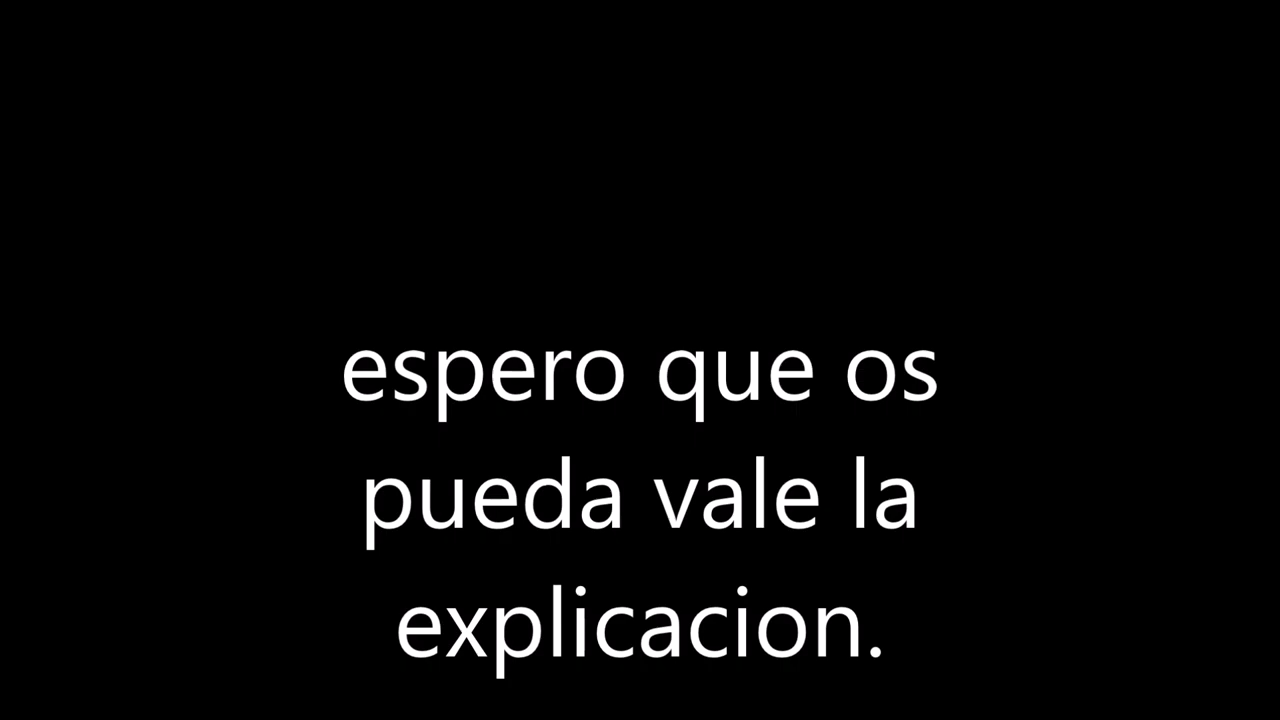 espero que os
pueda vale la
explicacion.